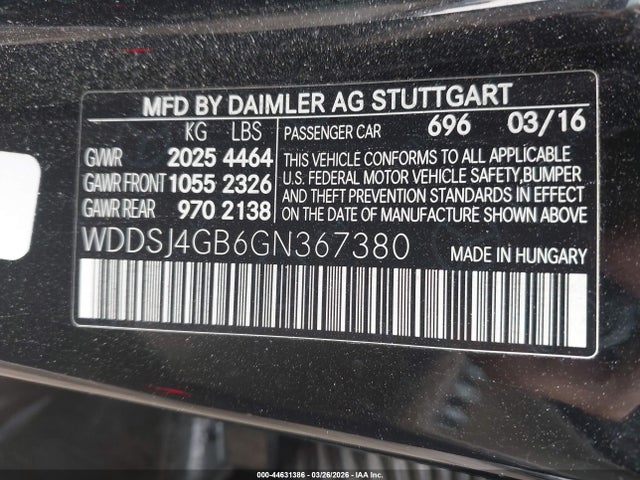 MFD BY DAIMLER AG STUTTGART
KG LBS
GVWR 2025 4464
GAWR FRONT 1055 2326
GAWR REAR 970 2138
PASSENGER CAR 696 03/16
THIS VEHICLE CONFORMS TO ALL APPLICABLE
U.S. FEDERAL MOTOR VEHICLE SAFETY,BUMPER
AND THEFT PREVENTION STANDARDS IN EFFECT
ON THE DATE OF MANUFACTURE SHOWN ABOVE
WDDSJ4GB6GN367380 MADE IN HUNGARY
000-44631386 - 03/26/2026 - IAA Inc.